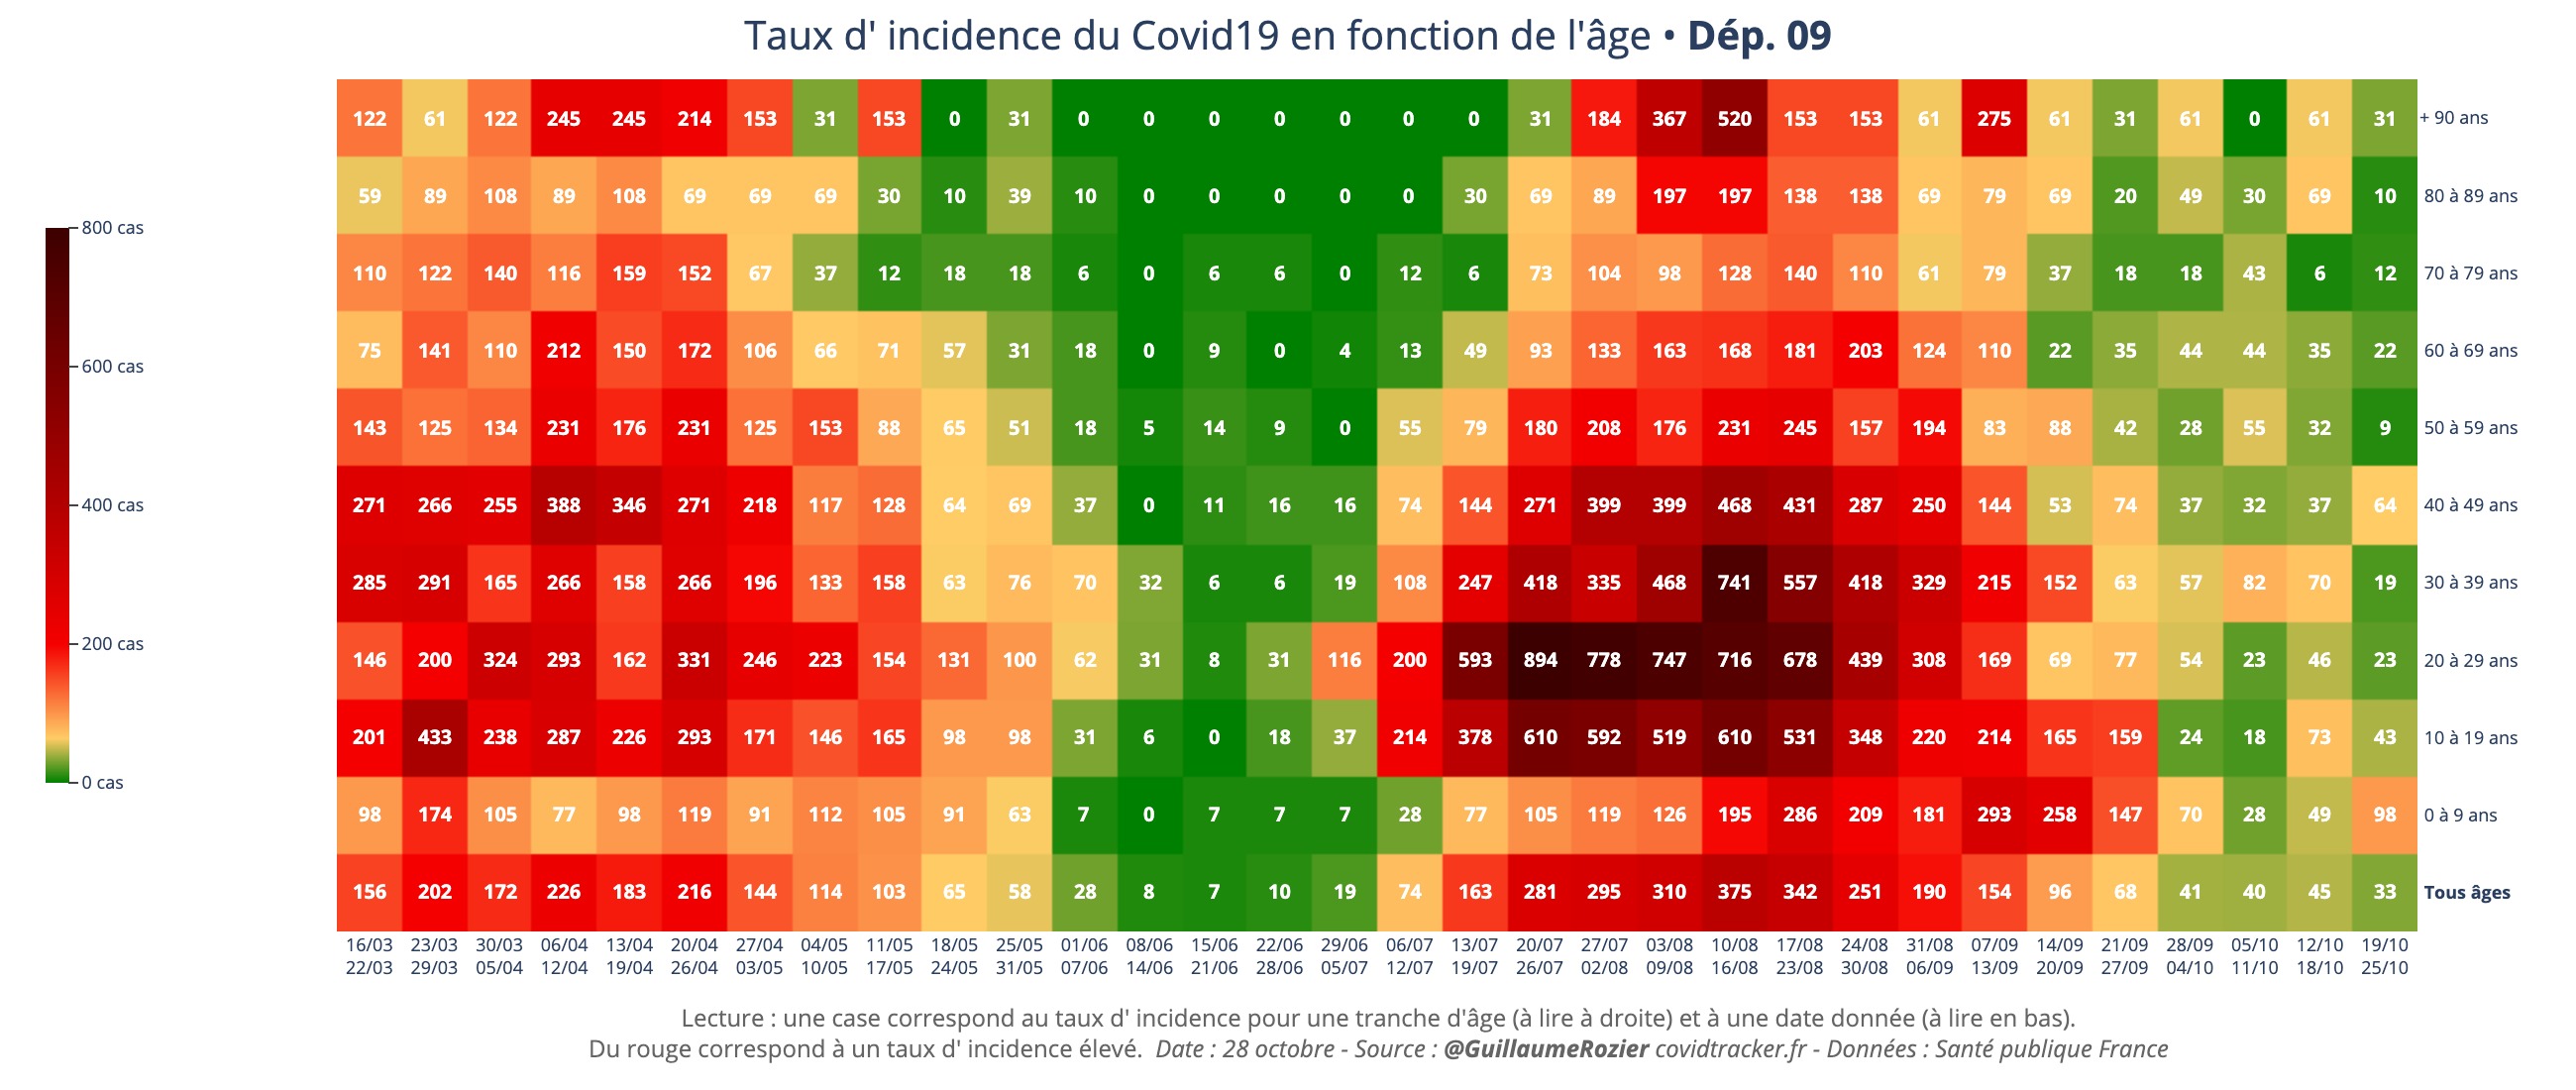 Taux d' incidence du Covid19 en fonction de l'âge • Dép. 09
800 cas
600 cas
400 cas
200 cas
0 cas
122 61 122 245 245 214 153 31 153 0 31 0 0 0 0 0 0 0 31 184 367 520 153 153 61 275 61 31 61 0 61 31 + 90 ans
59 89 108 89 108 69 69 69 30 10 39 10 0 0 0 0 0 30 69 89 197 197 138 138 69 79 69 20 49 30 69 10 80 à 89 ans
110 122 140 116 159 152 67 37 12 18 18 6 0 6 6 0 12 6 73 104 98 128 140 110 61 79 37 18 18 43 6 12 70 à 79 ans
75 141 110 212 150 172 106 66 71 57 31 18 0 9 0 4 13 49 93 133 163 168 181 203 124 110 22 35 44 44 35 22 60 à 69 ans
143 125 134 231 176 231 125 153 88 65 51 18 5 14 9 0 55 79 180 208 176 231 245 157 194 83 88 42 28 55 32 9 50 à 59 ans
271 266 255 388 346 271 218 117 128 64 69 37 0 11 16 16 74 144 271 399 399 468 431 287 250 144 53 74 37 32 37 64 40 à 49 ans
285 291 165 266 158 266 196 133 158 63 76 70 32 6 6 19 108 247 418 335 468 741 557 418 329 215 152 63 57 82 70 19 30 à 39 ans
146 200 324 293 162 331 246 223 154 131 100 62 31 8 31 116 200 593 894 778 747 716 678 439 308 169 69 77 54 23 46 23 20 à 29 ans
201 433 238 287 226 293 171 146 165 98 98 31 6 0 18 37 214 378 610 592 519 610 531 348 220 214 165 159 24 18 73 43 10 à 19 ans
98 174 105 77 98 119 91 112 105 91 63 7 0 7 7 7 28 77 105 119 126 195 286 209 181 293 258 147 70 28 49 98 0 à 9 ans
156 202 172 226 183 216 144 114 103 65 58 28 8 7 10 19 74 163 281 295 310 375 342 251 190 154 96 68 41 40 45 33 Tous âges
16/03 23/03 30/03 06/04 13/04 20/04 27/04 04/05 11/05 18/05 25/05 01/06 08/06 15/06 22/06 29/06 06/07 13/07 20/07 27/07 03/08 10/08 17/08 24/08 31/08 07/09 14/09 21/09 28/09 05/10 12/10 19/10
22/03 29/03 05/04 12/04 19/04 26/04 03/05 10/05 17/05 24/05 31/05 07/06 14/06 21/06 28/06 05/07 12/07 19/07 26/07 02/08 09/08 16/08 23/08 30/08 06/09 13/09 20/09 27/09 04/10 11/10 18/10 25/10
Lecture : une case correspond au taux d' incidence pour une tranche d'âge (à lire à droite) et à une date donnée (à lire en bas).
Du rouge correspond à un taux d' incidence élevé. Date : 28 octobre - Source : @GuillaumeRozier covidtracker.fr - Données : Santé publique France